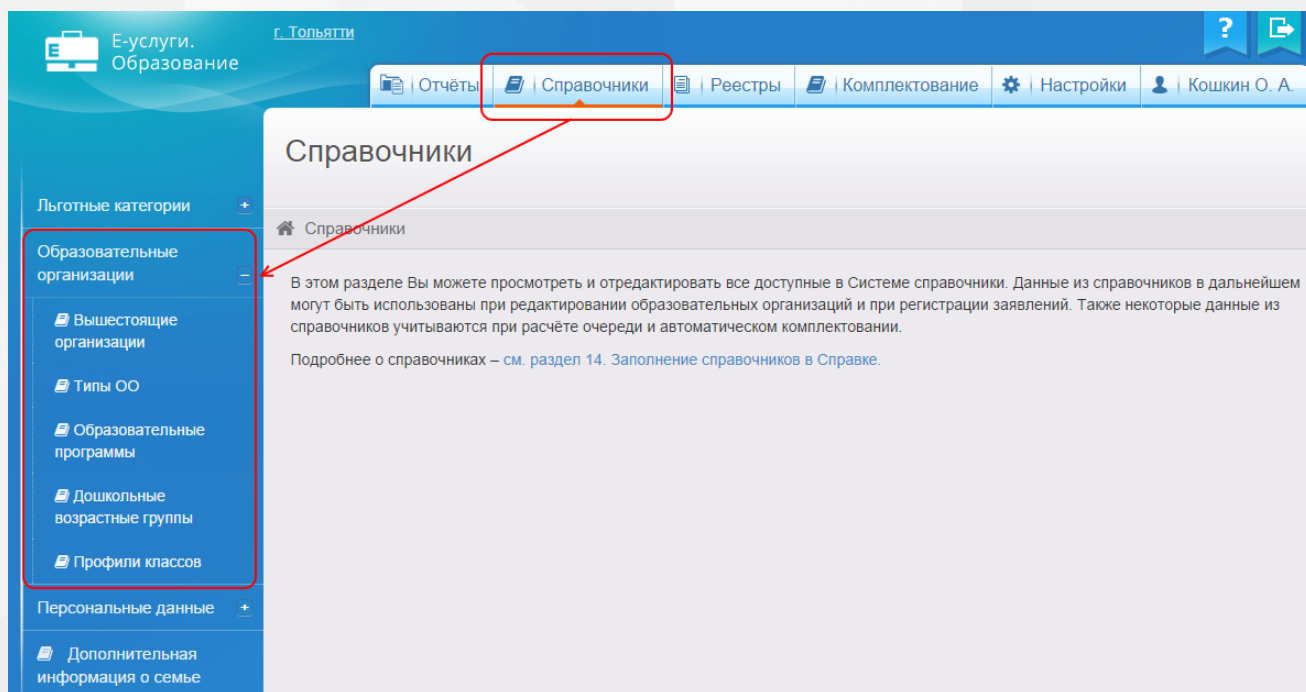 Е-услуги.
Образование
г. Тольятти
?
Отчёты
Справочники
Реестры
Комплектование
Настройки
Кошкин О. А.
Справочники
Справочники
Льготные категории
Образовательные
организации
Вышестоящие
организации
Типы ОО
Образовательные
программы
Дошкольные
возрастные группы
Профили классов
Персональные данные
Дополнительная
информация о семье
В этом разделе Вы можете просмотреть и отредактировать все доступные в Системе справочники. Данные из справочников в дальнейшем
могут быть использованы при редактировании образовательных организаций и при регистрации заявлений. Также некоторые данные из
справочников учитываются при расчёте очереди и автоматическом комплектовании.
Подробнее о справочниках – см. раздел 14. Заполнение справочников в Справке.